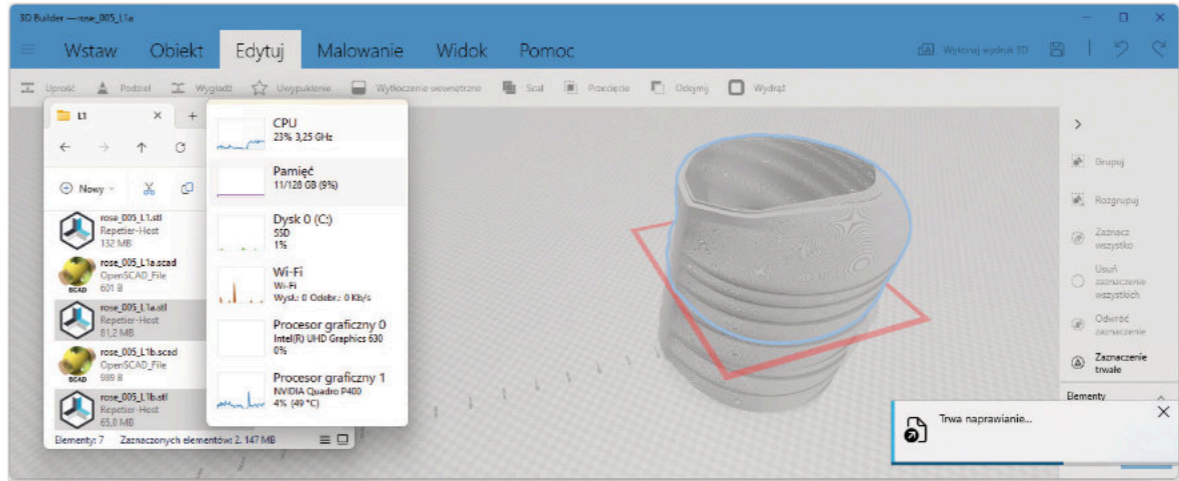 3D Builder — rose_005_L1a
Wstaw Obiekt Edytuj Malowanie Widok Pomoc
Wykonaj wydruk 3D
Uprość Podziel Wygładź Uwypuklenie Wytłoczenie wewnętrzne Scal Przecięcie Odejmij Wydrąż
L1
Nowy
rose_005_L1.stl
Repetier-Host
132 MB
rose_005_L1a.scad
OpenSCAD_File
601 B
rose_005_L1a.stl
Repetier-Host
81,2 MB
rose_005_L1b.scad
OpenSCAD_File
989 B
rose_005_L1b.stl
Repetier-Host
65,8 MB
Elementy: 7 Zaznaczonych elementów: 2. 147 MB
CPU
23% 3,25 GHz
Pamięć
11/128 GB (9%)
Dysk 0 (C:)
SSD
1%
Wi-Fi
Wi-Fi
Wysł.: 0 Odebr.: 0 Kb/s
Procesor graficzny 0
Intel(R) UHD Graphics 630
0%
Procesor graficzny 1
NVIDIA Quadro P400
4% (49 °C)
Grupuj
Rozgrupuj
Zaznacz
wszystko
Usuń
zaznaczenie
wszystkich
Odwróć
zaznaczenie
Zaznaczenie
trwałe
Elementy
Trwa naprawianie...